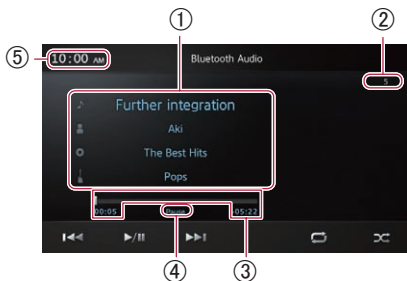 ① ②
⑤ 10:00 AM Bluetooth Audio
5
Further integration
Aki
The Best Hits
Pops
00:05 Pause -05:22
④ ③